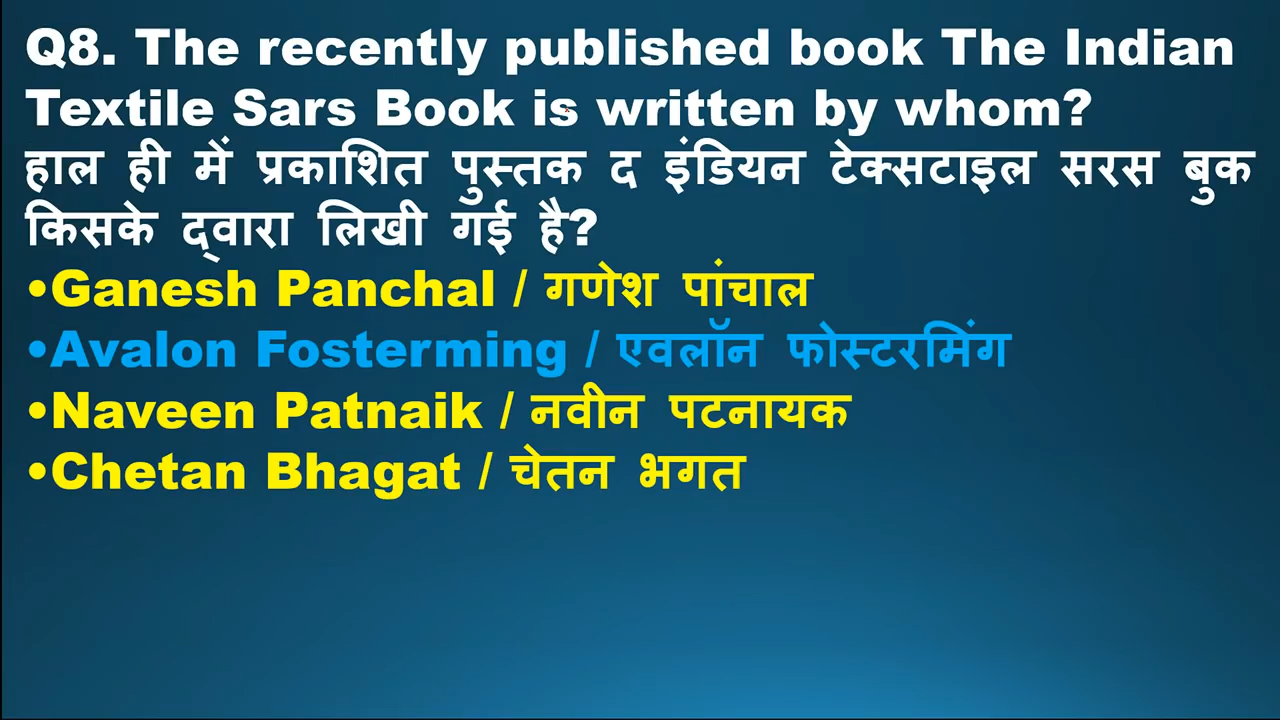 Q8. The recently published book The Indian
Textile Sars Book is written by whom?
हाल ही में प्रकाशित पुस्तक द इंडियन टेक्सटाइल सरस बुक
किसके द्वारा लिखी गई है?
•Ganesh Panchal / गणेश पांचाल
•Avalon Fosterming / एवलॉन फोस्टरमिंग
•Naveen Patnaik / नवीन पटनायक
•Chetan Bhagat / चेतन भगत